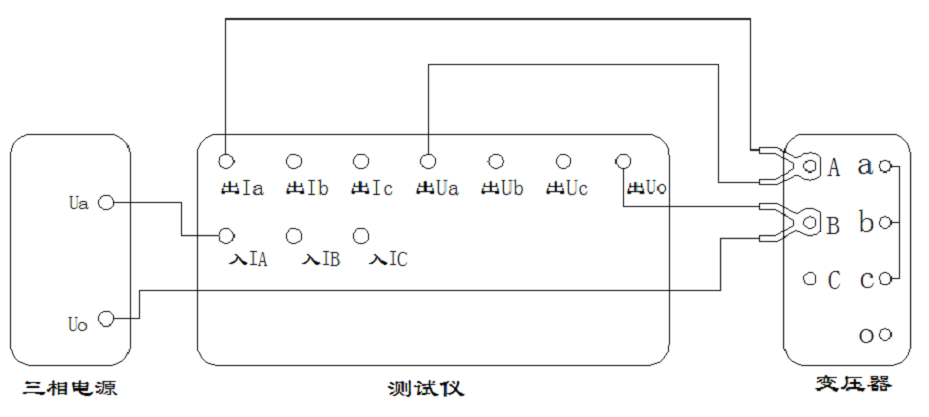 出Ia 出Ib 出Ic 出Ua 出Ub 出Uc 出Uo
A a
Ua
B b
入IA 入IB 入IC
C c
Uo
o
三相电源 测试仪 变压器